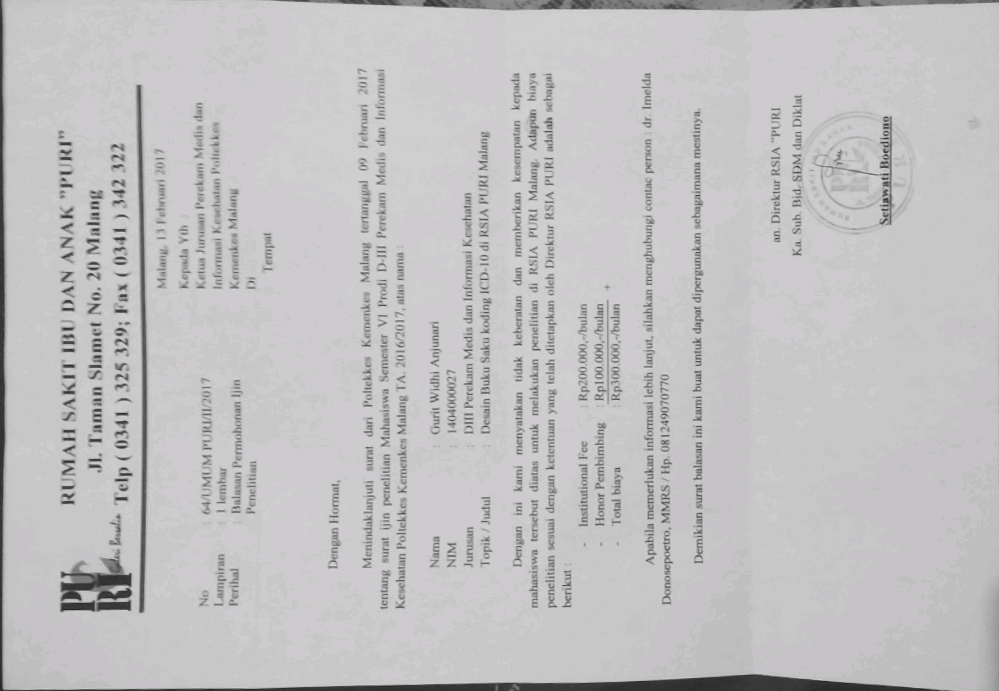 PURI
RUMAH SAKIT IBU DAN ANAK "PURI"
Jl. Taman Slamet No. 20 Malang
Telp ( 0341 ) 325 329; Fax ( 0341 ) 342 322
Malang, 13 Februari 2017
No : 64/UMUM PURI/II/2017
Lampiran : 1 lembar
Perihal : Balasan Permohonan Ijin
Penelitian
Kepada Yth :
Ketua Jurusan Perekam Medis dan
Informasi Kesehatan Poltekkes
Kemenkes Malang
Di
Tempat
Dengan Hormat,
Menindaklanjuti surat dari Poltekkes Kemenkes Malang tertanggal 09 Februari 2017
tentang surat ijin penelitian Mahasiswa Semester VI Prodi D-III Perekam Medis dan Informasi
Kesehatan Poltekkes Kemenkes Malang TA. 2016/2017, atas nama :
Nama : Gurit Widhi Anjunari
NIM : 1404000027
Jurusan : DIII Perekam Medis dan Informasi Kesehatan
Topik / Judul : Desain Buku Saku koding ICD-10 di RSIA PURI Malang
Dengan ini kami menyatakan tidak keberatan dan memberikan kesempatan kepada
mahasiswa tersebut diatas untuk melakukan penelitian di RSIA PURI Malang. Adapun biaya
penelitian sesuai dengan ketentuan yang telah ditetapkan oleh Direktur RSIA PURI adalah sebagai
berikut :
- Institutional Fee : Rp200.000,-/bulan
- Honor Pembimbing : Rp100.000,-/bulan +
- Total biaya : Rp300.000,-/bulan
Apabila memerlukan informasi lebih lanjut, silahkan menghubungi contac person : dr. Imelda
Donosepoetro, MMRS / Hp. 081249070770
Demikian surat balasan ini kami buat untuk dapat dipergunakan sebagaimana mestinya.
an. Direktur RSIA "PURI
Ka. Sub. Bid. SDM dan Diklat
Setiawati Boediono